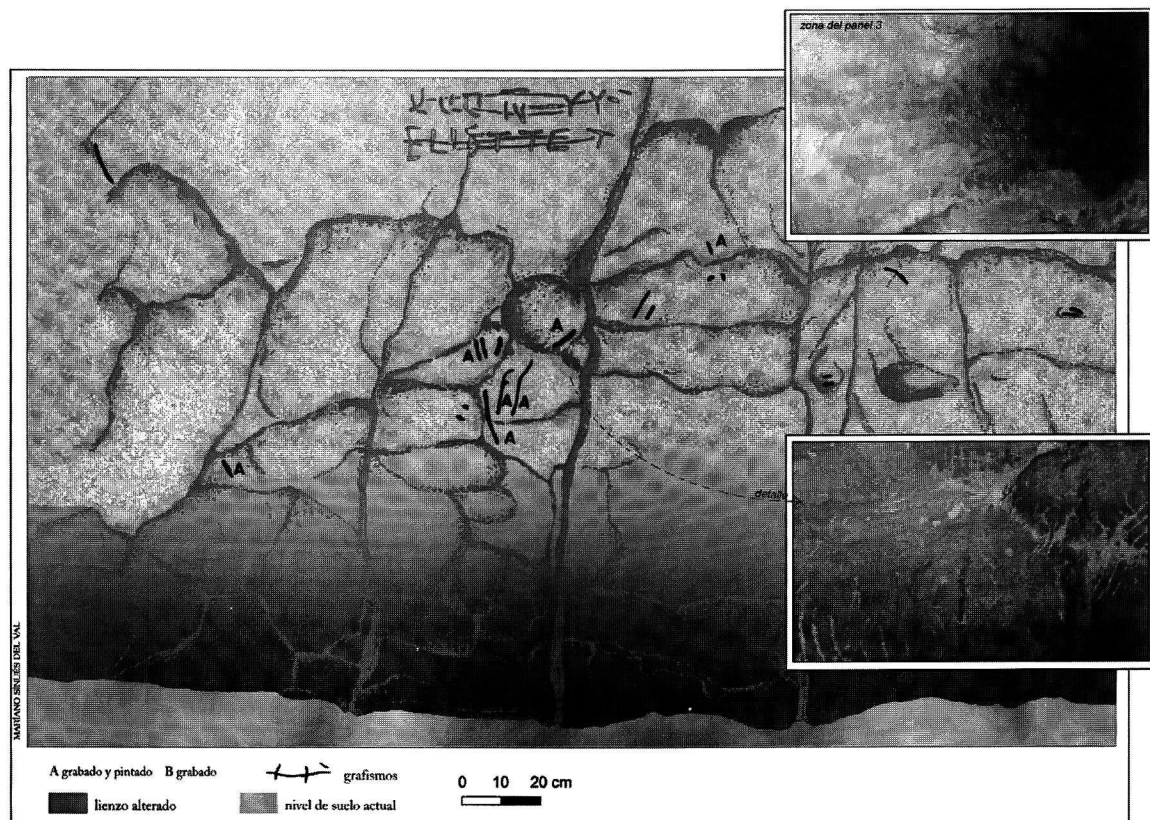 zona del panel 3
A
A
A
A A
A
A
detalle
MARIANO SINUÉS DEL VAL
A grabado y pintado B grabado grafismos
0 10 20 cm
lienzo alterado nivel de suelo actual